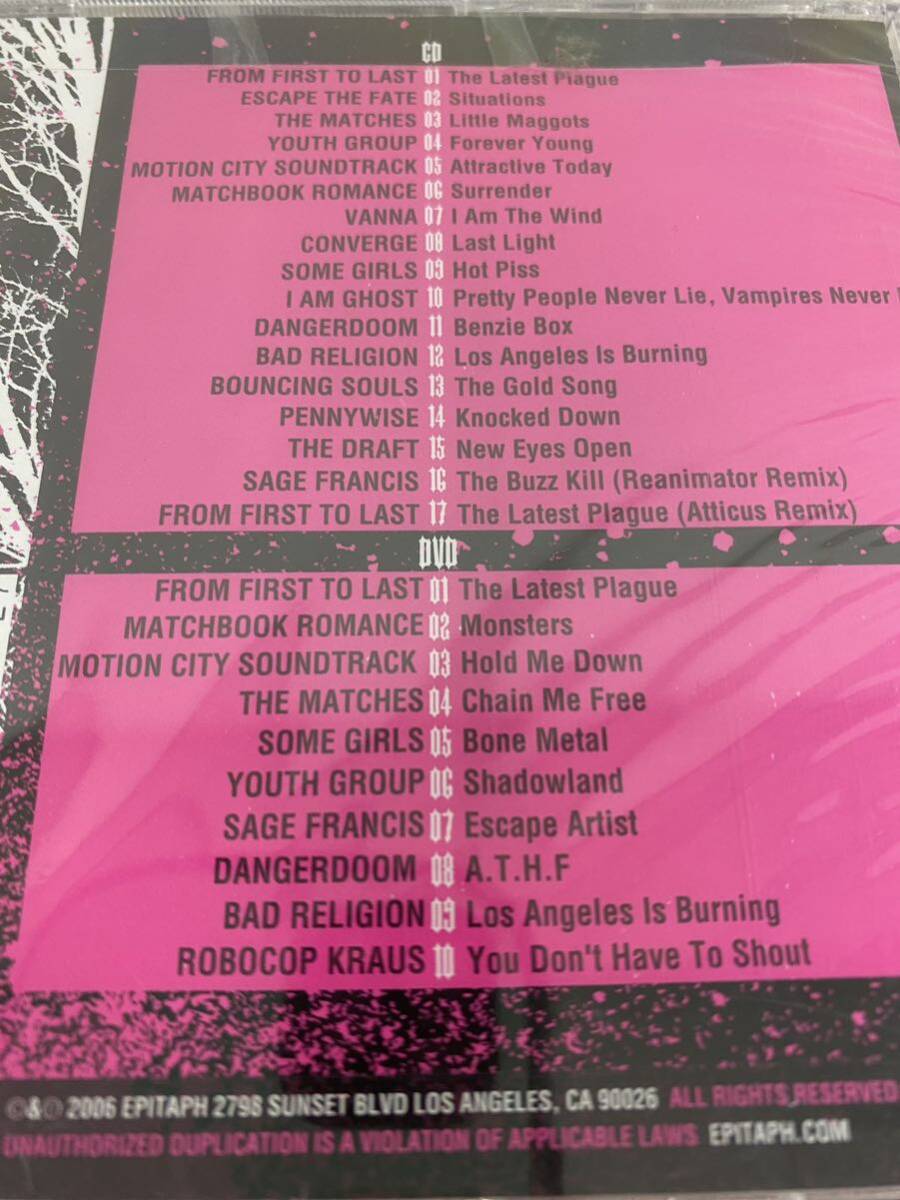 CD
FROM FIRST TO LAST 01 The Latest Plague
ESCAPE THE FATE 02 Situations
THE MATCHES 03 Little Maggots
YOUTH GROUP 04 Forever Young
MOTION CITY SOUNDTRACK 05 Attractive Today
MATCHBOOK ROMANCE 06 Surrender
VANNA 07 I Am The Wind
CONVERGE 08 Last Light
SOME GIRLS 09 Hot Piss
I AM GHOST 10 Pretty People Never Lie, Vampires Never
DANGERDOOM 11 Benzie Box
BAD RELIGION 12 Los Angeles Is Burning
BOUNCING SOULS 13 The Gold Song
PENNYWISE 14 Knocked Down
THE DRAFT 15 New Eyes Open
SAGE FRANCIS 16 The Buzz Kill (Reanimator Remix)
FROM FIRST TO LAST 17 The Latest Plague (Atticus Remix)
DVD
FROM FIRST TO LAST 01 The Latest Plague
MATCHBOOK ROMANCE 02 Monsters
MOTION CITY SOUNDTRACK 03 Hold Me Down
THE MATCHES 04 Chain Me Free
SOME GIRLS 05 Bone Metal
YOUTH GROUP 06 Shadowland
SAGE FRANCIS 07 Escape Artist
DANGERDOOM 08 A.T.H.F
BAD RELIGION 09 Los Angeles Is Burning
ROBOCOP KRAUS 10 You Don't Have To Shout
©&℗ 2006 EPITAPH 2798 SUNSET BLVD LOS ANGELES, CA 90026 ALL RIGHTS RESERVED
UNAUTHORIZED DUPLICATION IS A VIOLATION OF APPLICABLE LAWS EPITAPH.COM